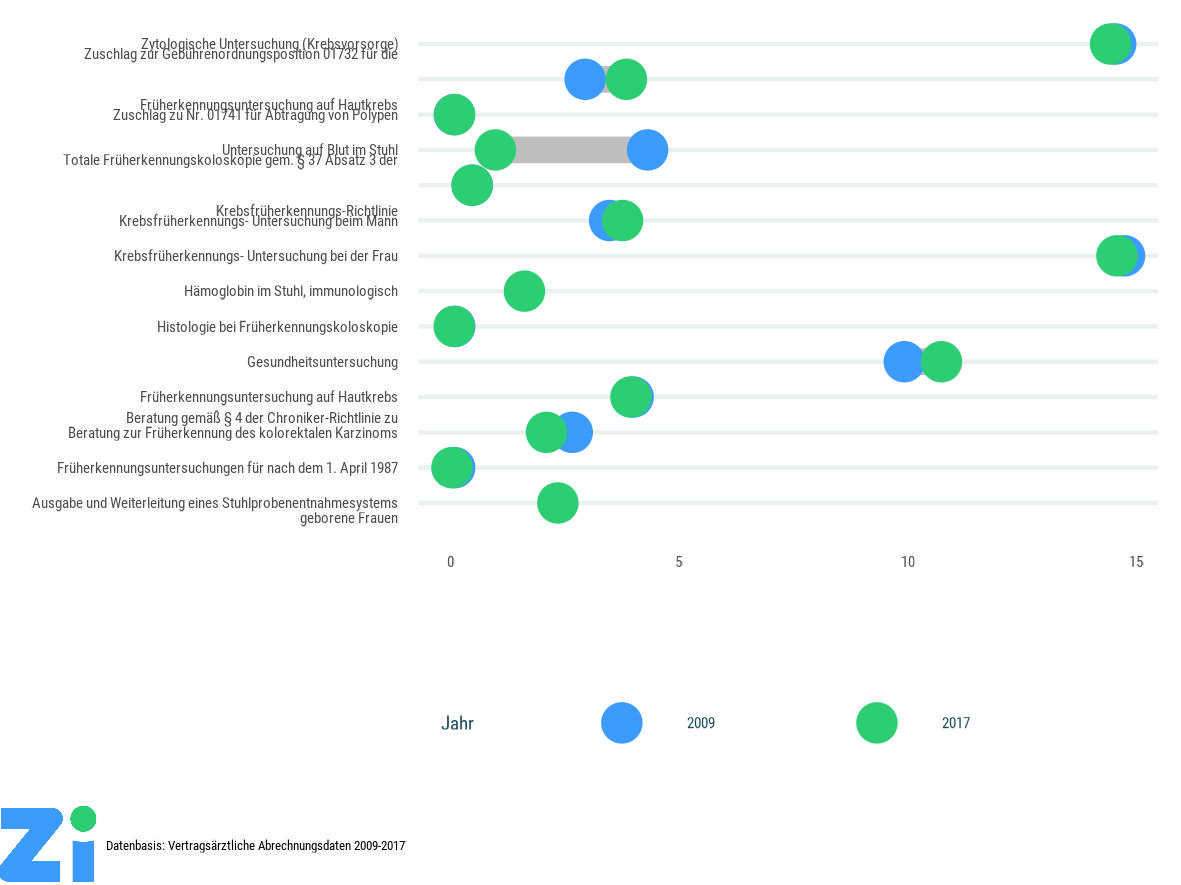 Zytologische Untersuchung (Krebsvorsorge)
Zuschlag zur Gebührenordnungsposition 01732 für die
Früherkennungsuntersuchung auf Hautkrebs
Zuschlag zu Nr. 01741 für Abtragung von Polypen
Untersuchung auf Blut im Stuhl
Totale Früherkennungskoloskopie gem. § 37 Absatz 3 der
Krebsfrüherkennungs-Richtlinie
Krebsfrüherkennungs- Untersuchung beim Mann
Krebsfrüherkennungs- Untersuchung bei der Frau
Hämoglobin im Stuhl, immunologisch
Histologie bei Früherkennungskoloskopie
Gesundheitsuntersuchung
Früherkennungsuntersuchung auf Hautkrebs
Beratung gemäß § 4 der Chroniker-Richtlinie zu
Beratung zur Früherkennung des kolorektalen Karzinoms
Früherkennungsuntersuchungen für nach dem 1. April 1987
Ausgabe und Weiterleitung eines Stuhlprobenentnahmesystems
geborene Frauen
0 5 10 15
Jahr 2009 2017
Zi
Datenbasis: Vertragsärztliche Abrechnungsdaten 2009-2017